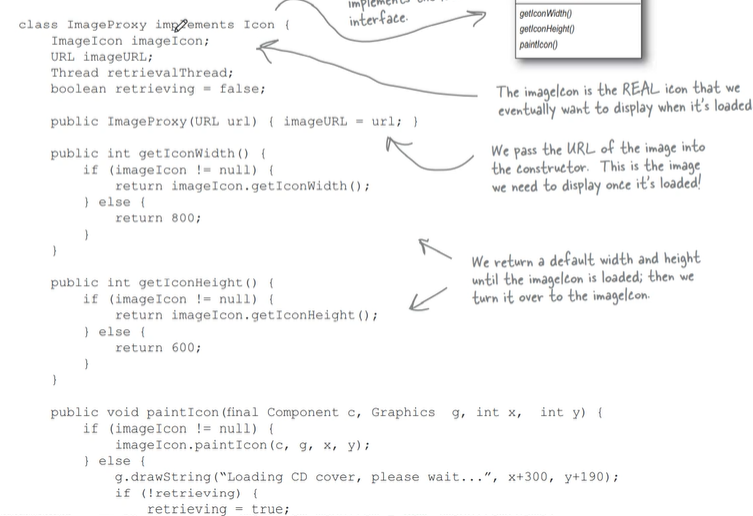 implements
interface.
getIconWidth()
getIconHeight()
paintIcon()
class ImageProxy implements Icon {
ImageIcon imageIcon;
URL imageURL;
Thread retrievalThread;
boolean retrieving = false;
The imageIcon is the REAL icon that we
eventually want to display when it's loaded
public ImageProxy(URL url) { imageURL = url; }
We pass the URL of the image into
the constructor. This is the image
we need to display once it's loaded!
public int getIconWidth() {
if (imageIcon != null) {
return imageIcon.getIconWidth();
} else {
return 800;
}
}
We return a default width and height
until the imageIcon is loaded; then we
turn it over to the imageIcon.
public int getIconHeight() {
if (imageIcon != null) {
return imageIcon.getIconHeight();
} else {
return 600;
}
}
public void paintIcon(final Component c, Graphics  g, int x,  int y) {
if (imageIcon != null) {
imageIcon.paintIcon(c, g, x, y);
} else {
g.drawString("Loading CD cover, please wait...", x+300, y+190);
if (!retrieving) {
retrieving = true;